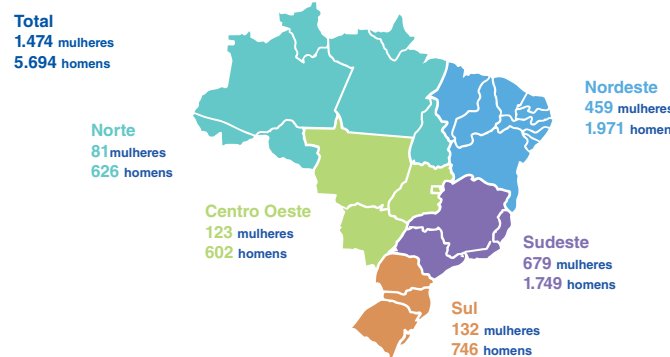 Total
1.474 mulheres
5.694 homens
Nordeste
459 mulheres
1.971 homens
Norte
81mulheres
626 homens
Centro Oeste
123 mulheres
602 homens
Sudeste
679 mulheres
1.749 homens
Sul
132 mulheres
746 homens